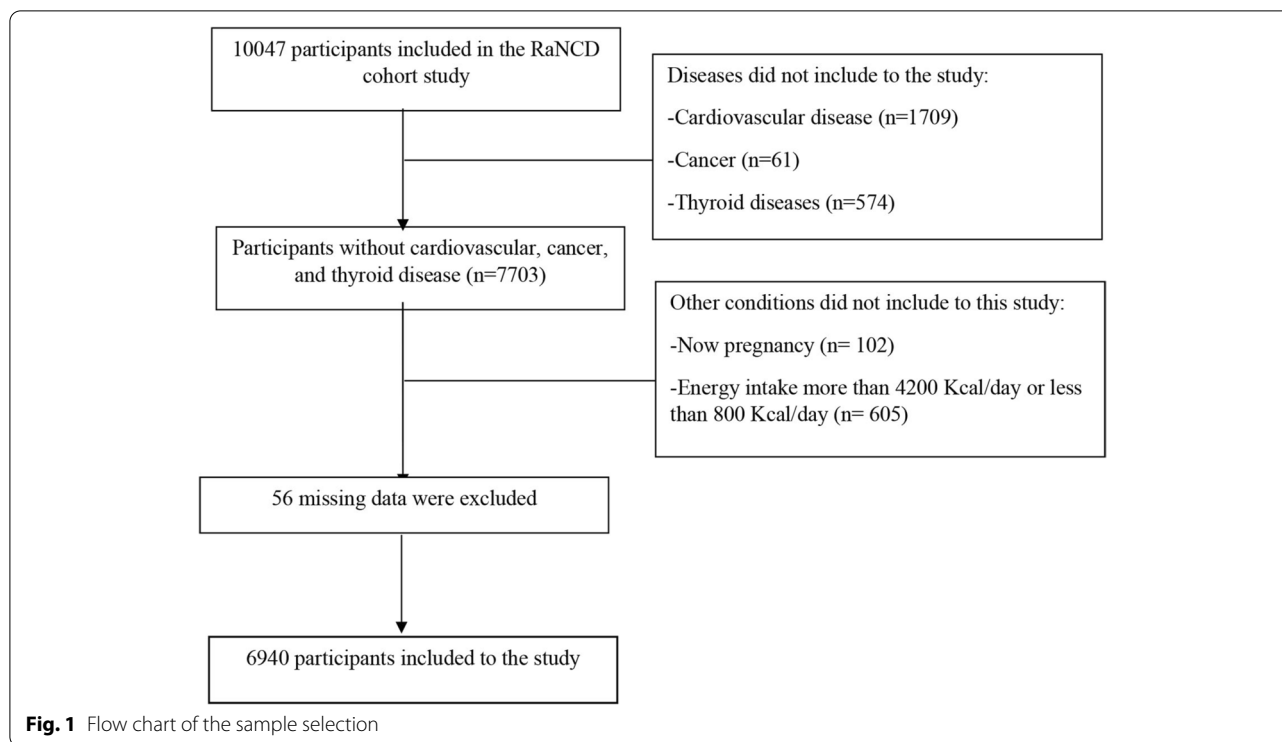 10047 participants included in the RaNCD
cohort study
Diseases did not include to the study:
-Cardiovascular disease (n=1709)
-Cancer (n=61)
-Thyroid diseases (n=574)
Participants without cardiovascular, cancer,
and thyroid disease (n=7703)
Other conditions did not include to this study:
-Now pregnancy (n= 102)
-Energy intake more than 4200 Kcal/day or less
than 800 Kcal/day (n= 605)
56 missing data were excluded
6940 participants included to the study
Fig. 1 Flow chart of the sample selection